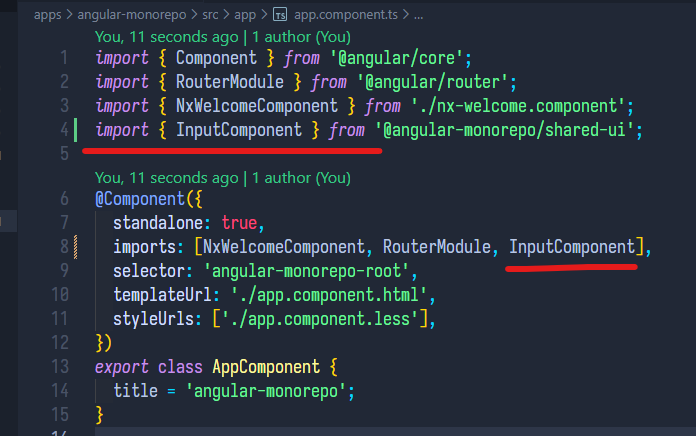 apps > angular-monorepo > src > app > TS app.component.ts > ...
You, 11 seconds ago | 1 author (You)
1 import { Component } from '@angular/core';
2 import { RouterModule } from '@angular/router';
3 import { NxWelcomeComponent } from './nx-welcome.component';
4 import { InputComponent } from '@angular-monorepo/shared-ui';
5
You, 11 seconds ago | 1 author (You)
6 @Component({
7 standalone: true,
8 imports: [NxWelcomeComponent, RouterModule, InputComponent],
9 selector: 'angular-monorepo-root',
10 templateUrl: './app.component.html',
11 styleUrls: ['./app.component.less'],
12 })
13 export class AppComponent {
14 title = 'angular-monorepo';
15 }